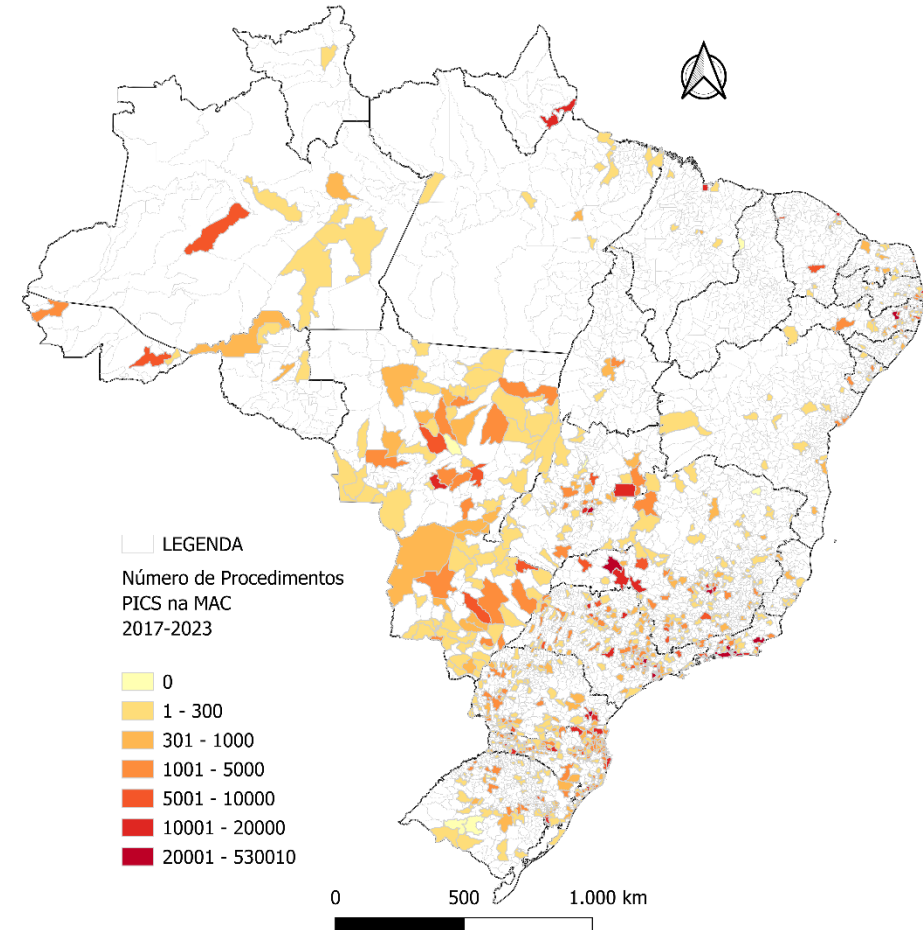 LEGENDA
Número de Procedimentos
PICS na MAC
2017-2023
0
1 - 300
301 - 1000
1001 - 5000
5001 - 10000
10001 - 20000
20001 - 530010
0 500 1.000 km